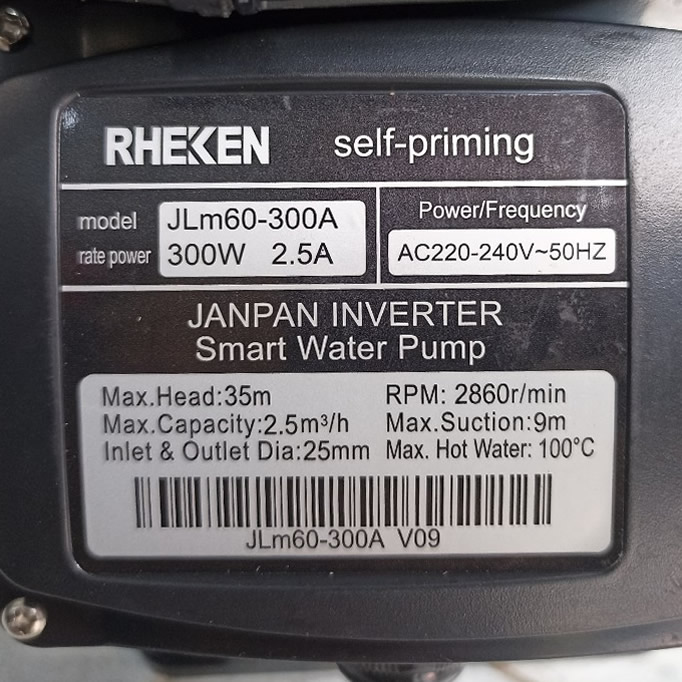 RHEKEN self-priming
model JLm60-300A
rate power 300W 2.5A
Power/Frequency
AC220-240V~50HZ
JANPAN INVERTER
Smart Water Pump
Max.Head:35m RPM: 2860r/min
Max.Capacity:2.5m³/h Max.Suction:9m
Inlet & Outlet Dia:25mm Max. Hot Water: 100°C
JLm60-300A V09